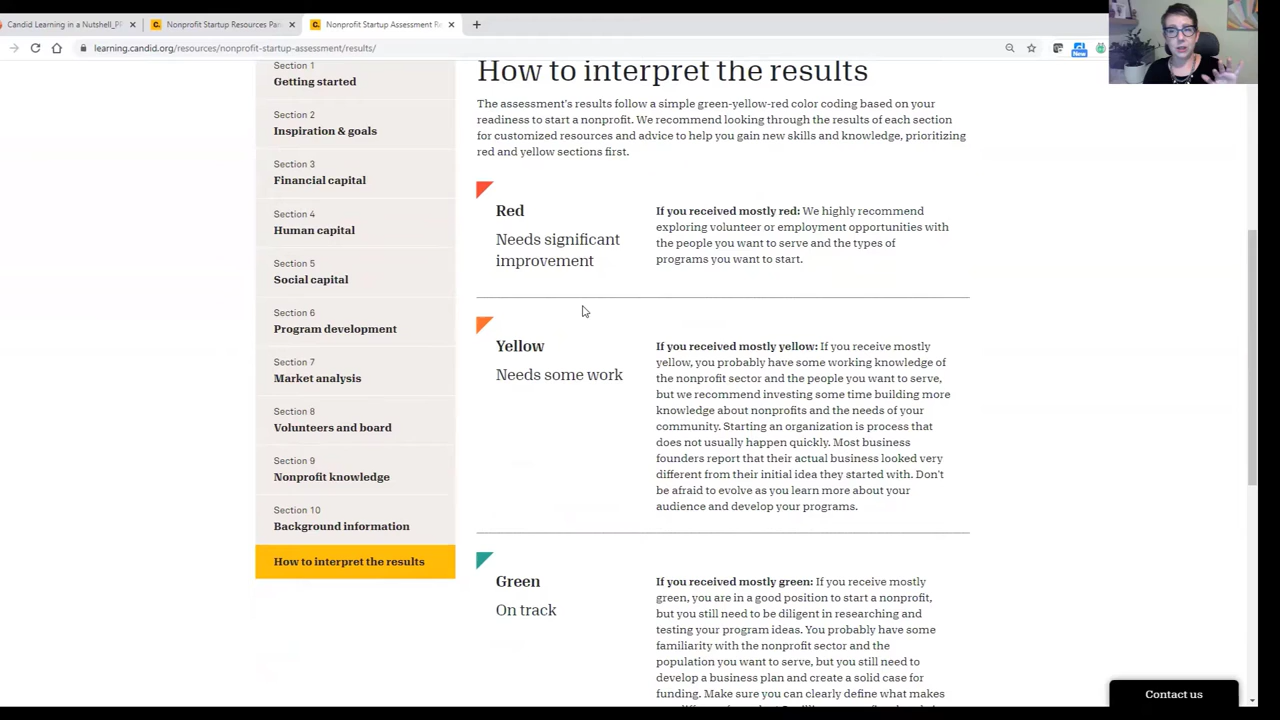 Candid Learning in a Nutshell_P
Nonprofit Startup Resources Pa
Nonprofit Startup Assessment Re
learning.candid.org/resources/nonprofit-startup-assessment/results/
New
Section 1
Getting started
Section 2
Inspiration & goals
Section 3
Financial capital
Section 4
Human capital
Section 5
Social capital
Section 6
Program development
Section 7
Market analysis
Section 8
Volunteers and board
Section 9
Nonprofit knowledge
Section 10
Background information
How to interpret the results
How to interpret the results
The assessment's results follow a simple green-yellow-red color coding based on your
readiness to start a nonprofit. We recommend looking through the results of each section
for customized resources and advice to help you gain new skills and knowledge, prioritizing
red and yellow sections first.
Red
Needs significant
improvement
If you received mostly red: We highly recommend
exploring volunteer or employment opportunities with
the people you want to serve and the types of
programs you want to start.
Yellow
Needs some work
If you received mostly yellow: If you receive mostly
yellow, you probably have some working knowledge of
the nonprofit sector and the people you want to serve,
but we recommend investing some time building more
knowledge about nonprofits and the needs of your
community. Starting an organization is process that
does not usually happen quickly. Most business
founders report that their actual business looked very
different from their initial idea they started with. Don't
be afraid to evolve as you learn more about your
audience and develop your programs.
Green
On track
If you received mostly green: If you receive mostly
green, you are in a good position to start a nonprofit,
but you still need to be diligent in researching and
testing your program ideas. You probably have some
familiarity with the nonprofit sector and the
population you want to serve, but you still need to
develop a business plan and create a solid case for
funding. Make sure you can clearly define what makes
Contact us